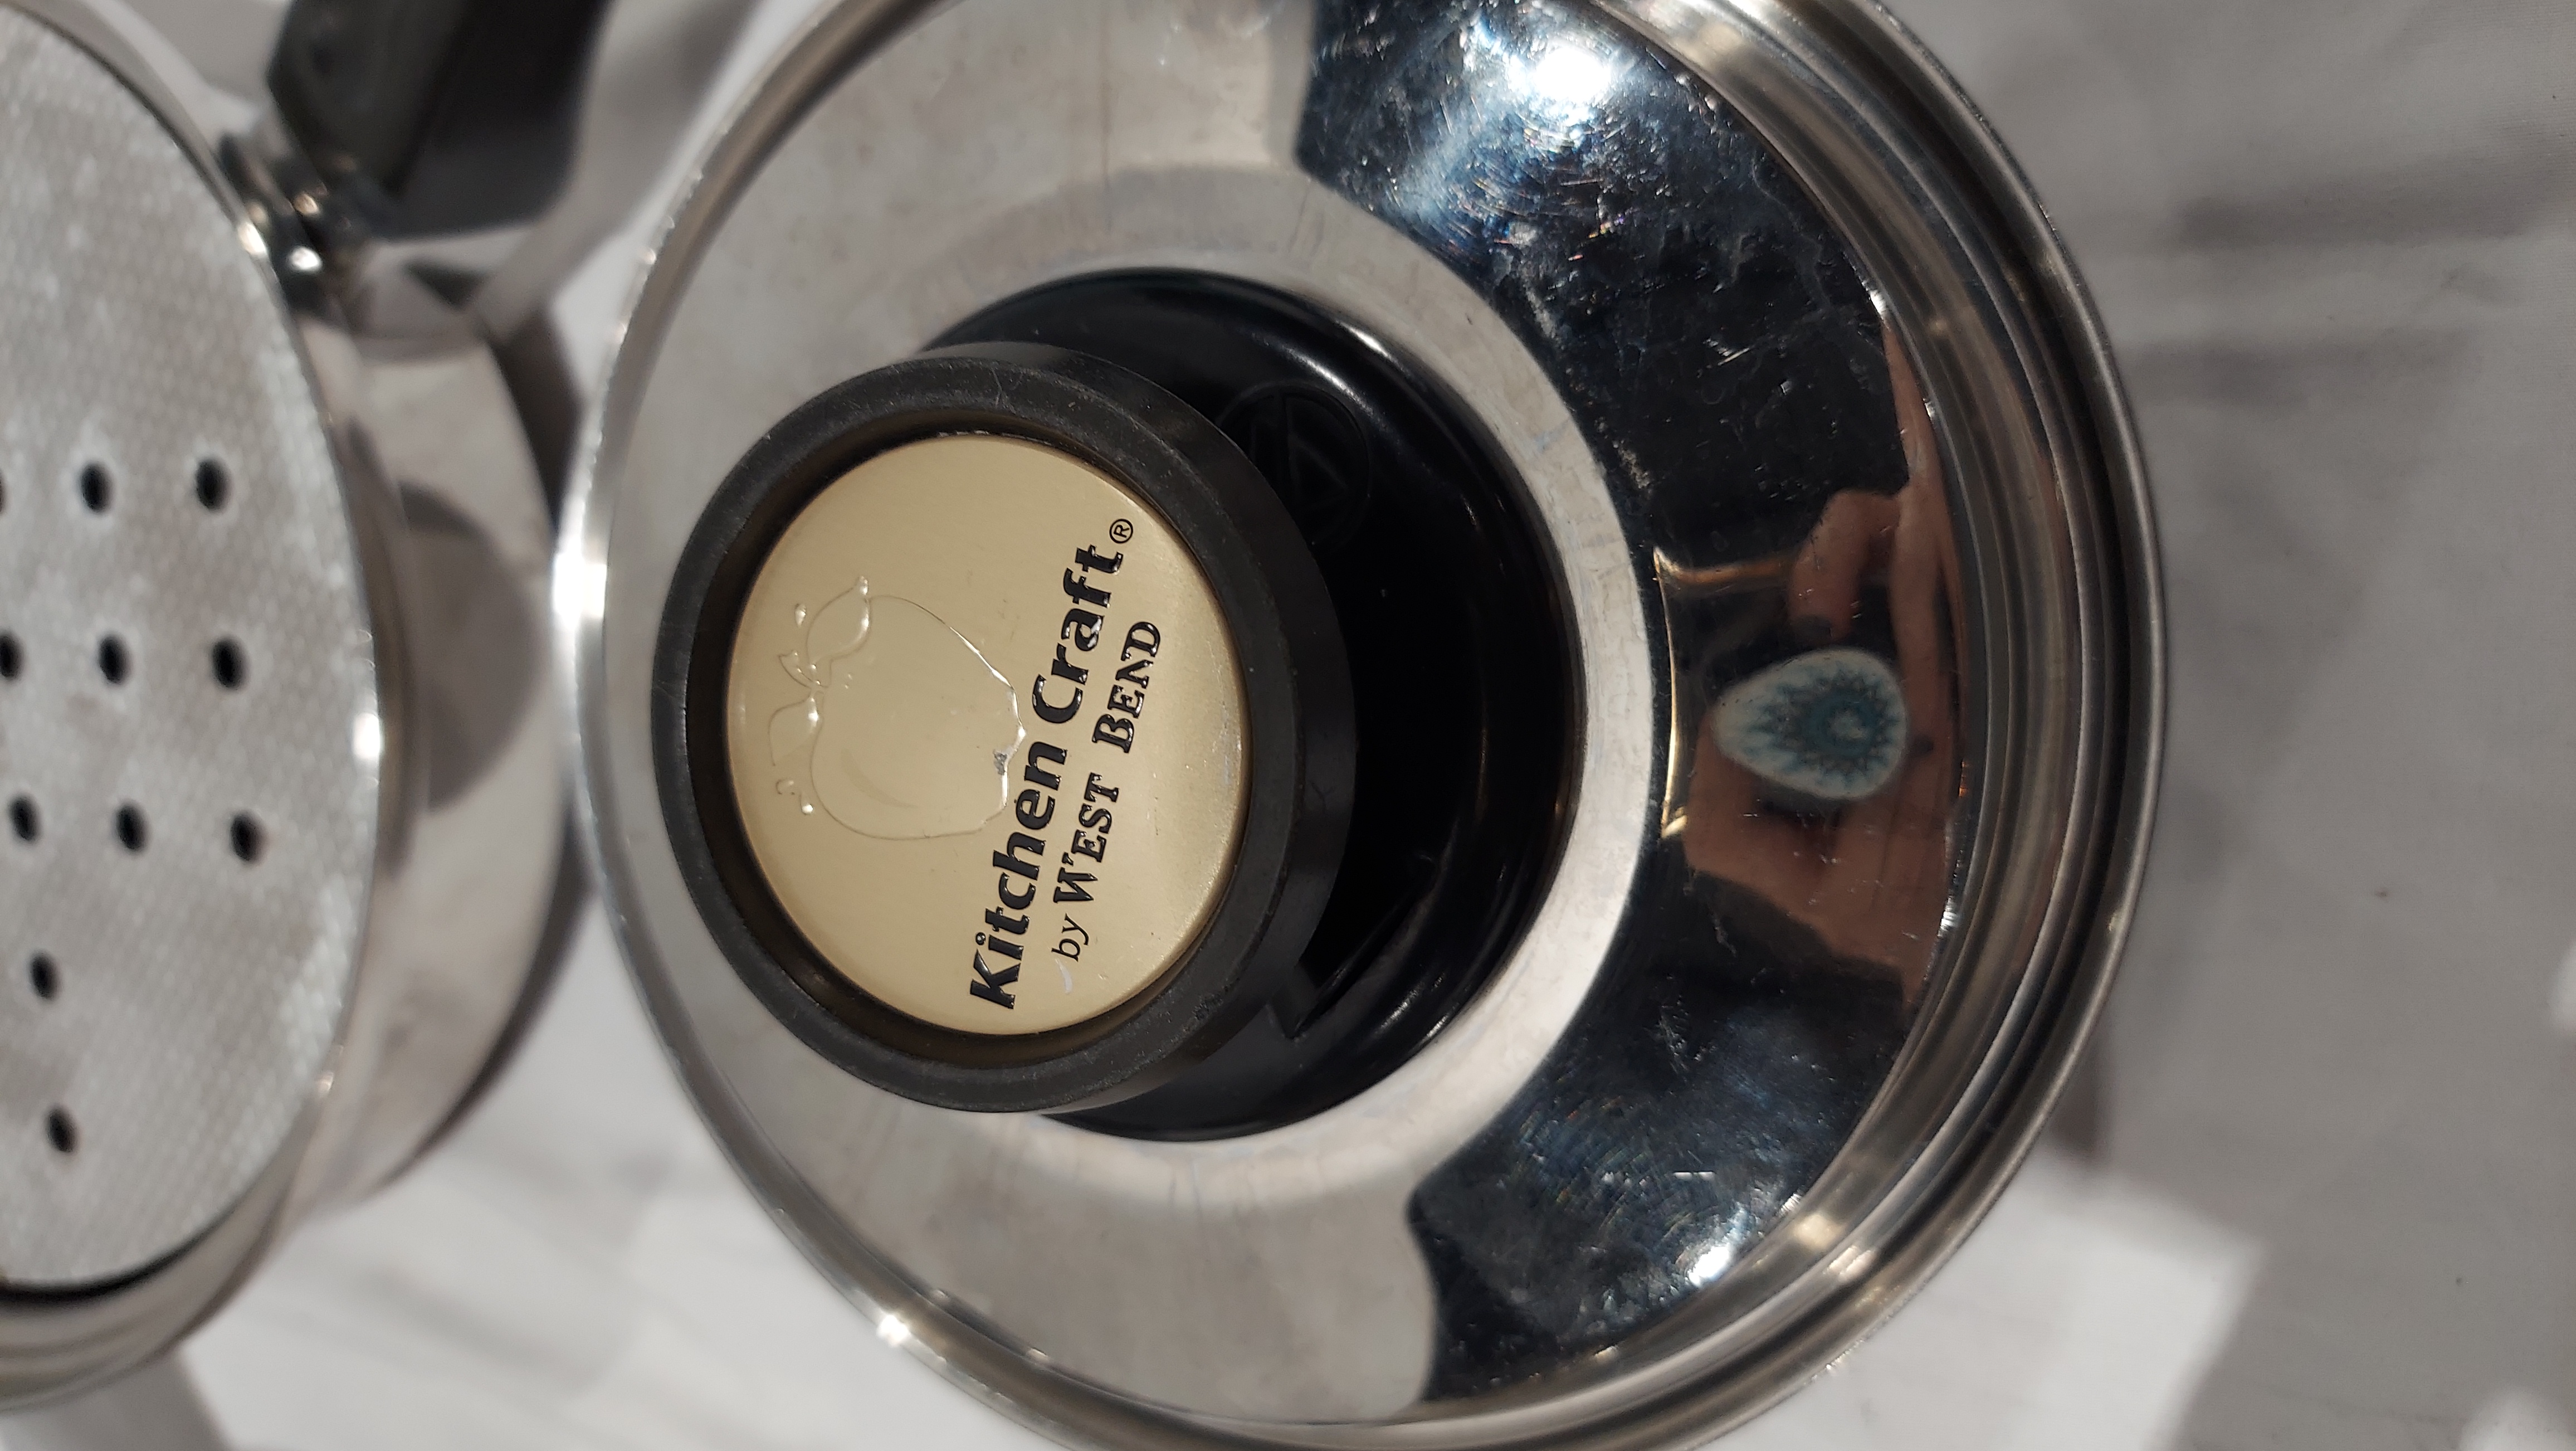 Kitchen Craft®
by WEST BEND